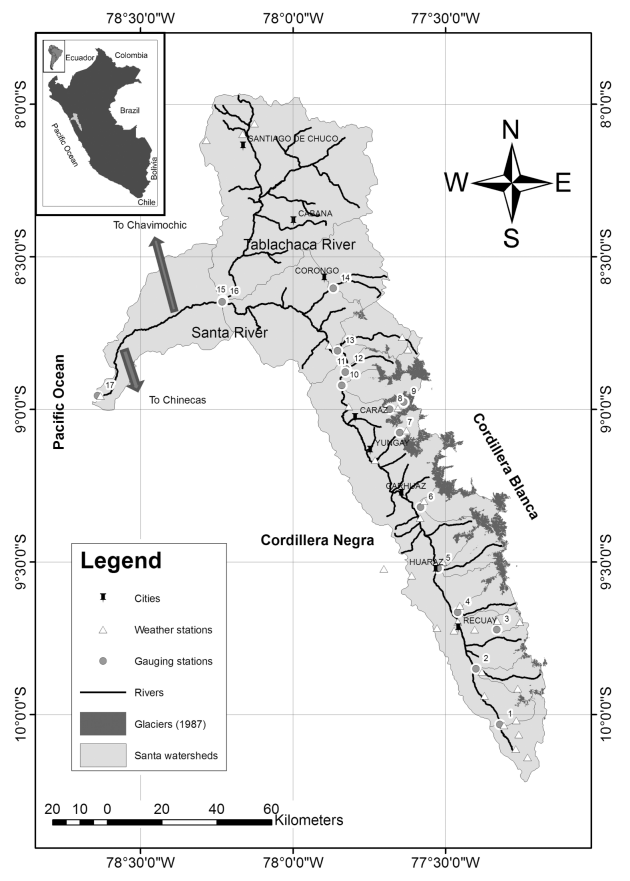 78°30'0"W
78°0'0"W
77°30'0"W
Ecuador
Colombia
Brazil
Pacific Ocean
Bolivia
Chile
8°0'0"S
8°0'0"S
SANTIAGO DE CHUCO
N
W
E
S
CABANA
To Chavimochic
Tablachaca River
8°30'0"S
8°30'0"S
CORONGO
14
15
16
Santa River
13
12
11
10
17
Pacific Ocean
To Chinecas
9
8
9°0'0"S
9°0'0"S
CARAZ
7
YUNGAY
Cordillera Blanca
CARHUAZ
6
Cordillera Negra
5
HUARAZ
9°30'0"S
9°30'0"S
4
RECUAY
3
2
1
10°0'0"S
10°0'0"S
Legend
Cities
Weather stations
Gauging stations
Rivers
Glaciers (1987)
Santa watersheds
20 10 0 20 40 60
Kilometers
78°30'0"W
78°0'0"W
77°30'0"W